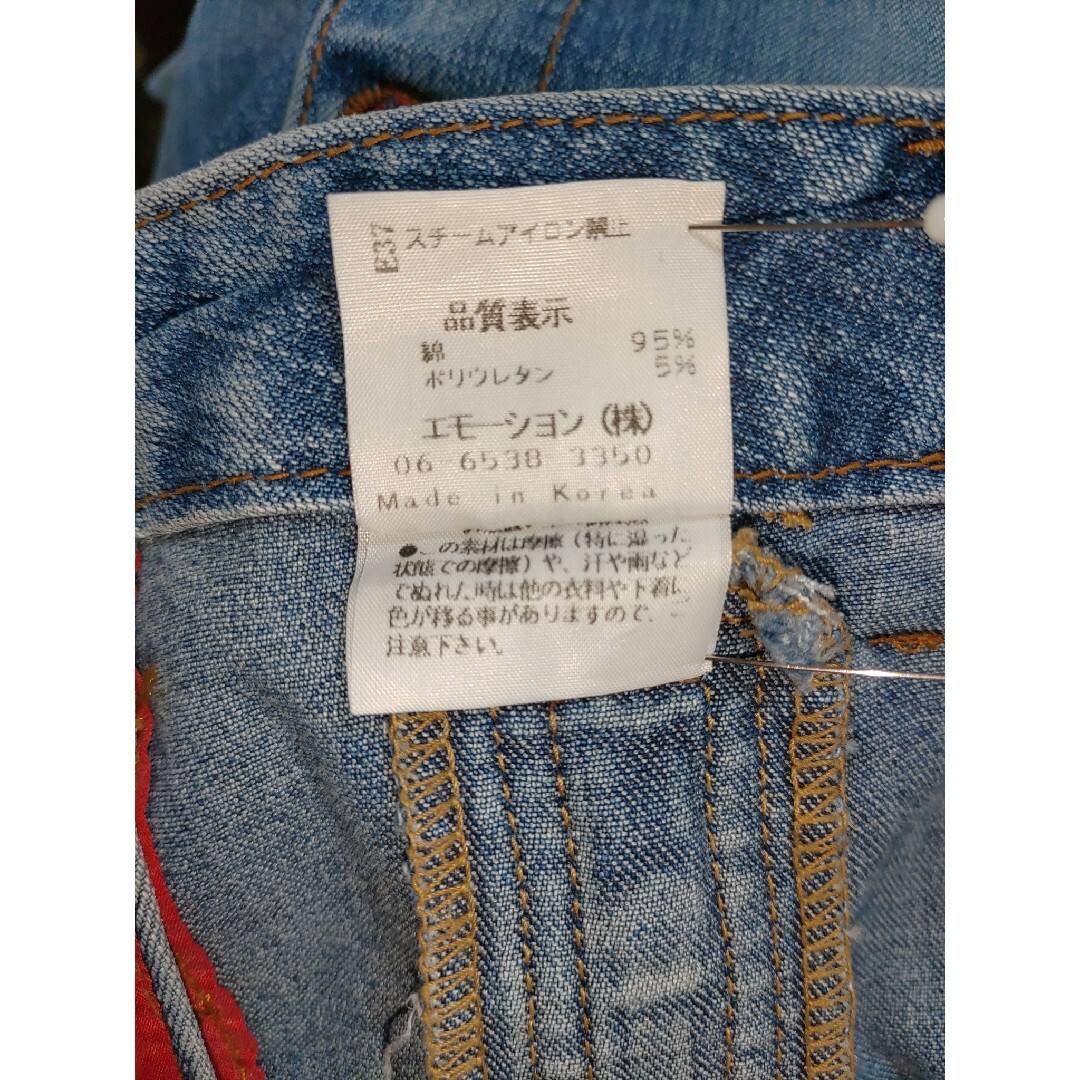 E37 スチームアイロン禁止
品質表示
綿 95%
ポリウレタン 5%
エモーション(株)
06-6538-3350
Made in Korea
の素材は摩擦(特に湿った
状態での摩擦)や、汗や雨など
でぬれた時は他の衣料や下着に
色が移る事がありますので、ご
注意下さい。